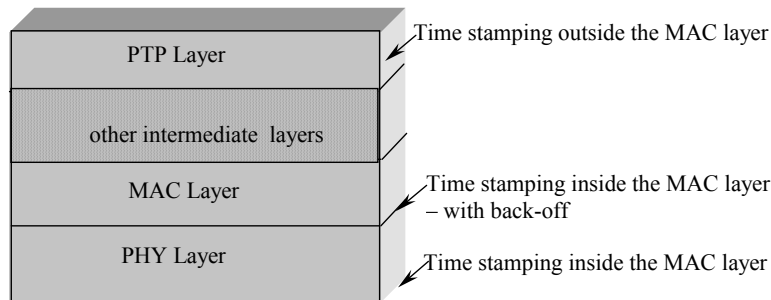 Time stamping outside the MAC layer
PTP Layer
other intermediate layers
MAC Layer
Time stamping inside the MAC layer
– with back-off
PHY Layer
Time stamping inside the MAC layer